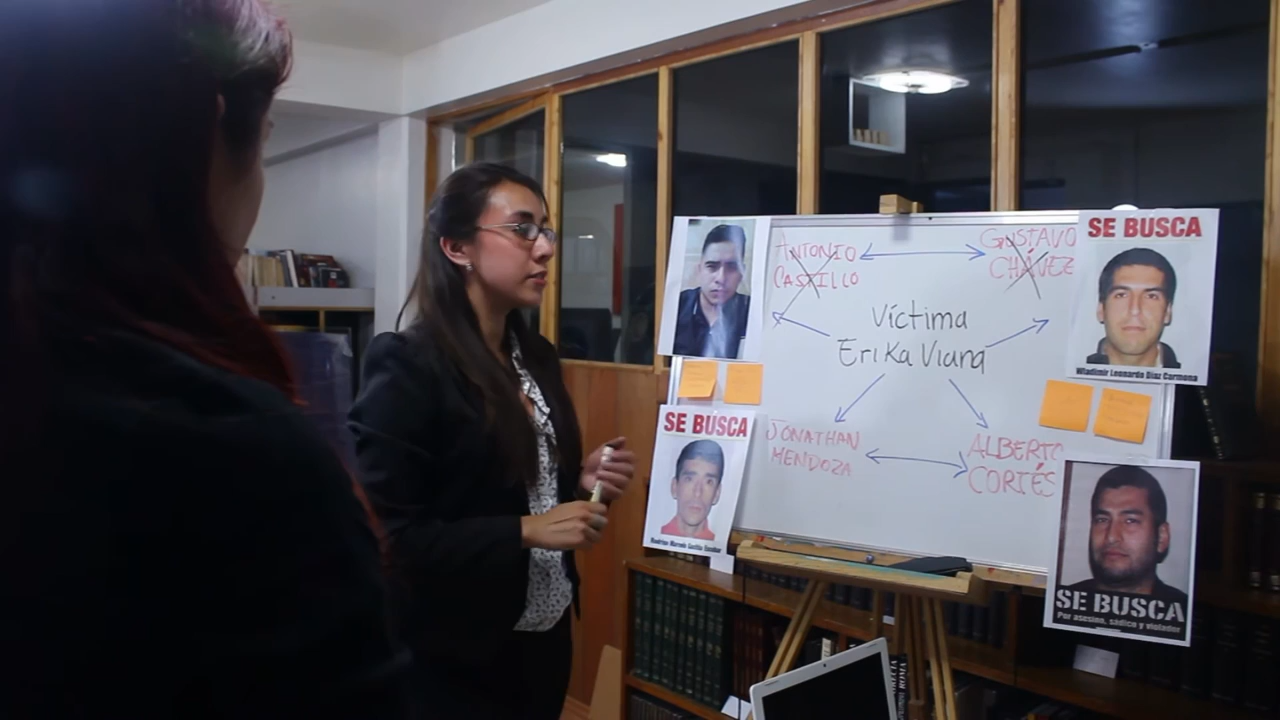 ANTONIO
CASTILLO
GUSTAVO
CHÁVEZ
SE BUSCA
Wladimir Leonardo Díaz Carmona
Víctima
Erika Viana
SE BUSCA
JONATHAN
MENDOZA
ALBERTO
CORTÉS
SE BUSCA
Por asesino, sádico y violador